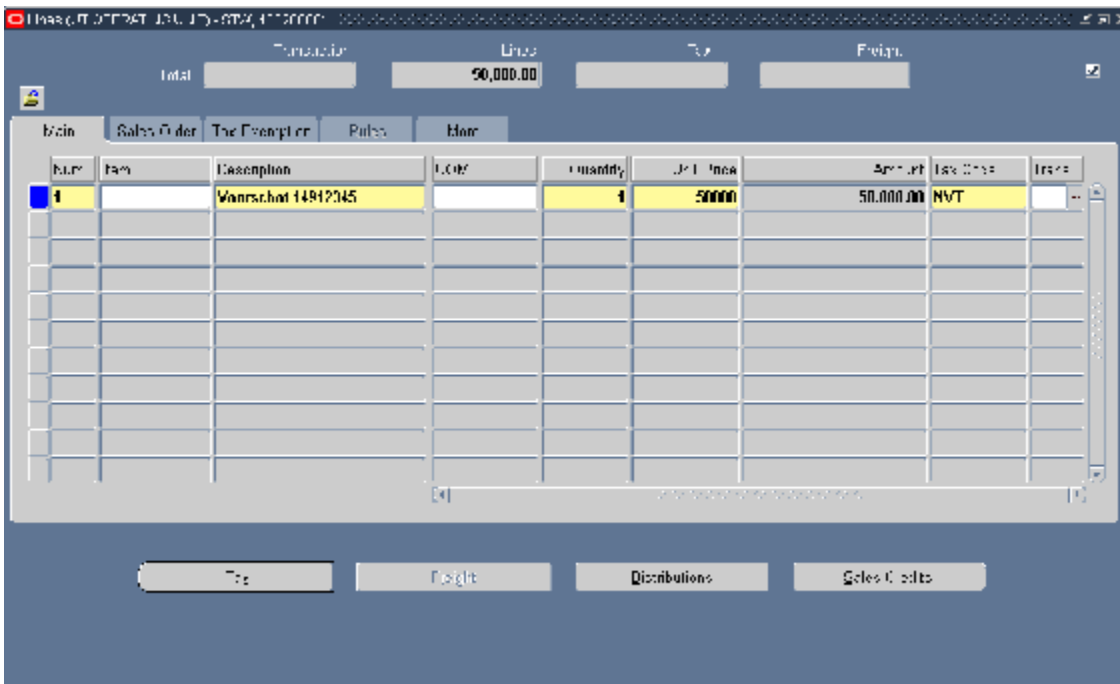 Transaction Lines Tax Freight
Total 50,000.00
Main Sales Order Tax Exemption Rules More
Num Item Description UOM Quantity Unit Price Amount Tax Code
1 Voorschot 14912345 1 50000 50,000.00 NVT
Tax Freight Distributions Sales Credits